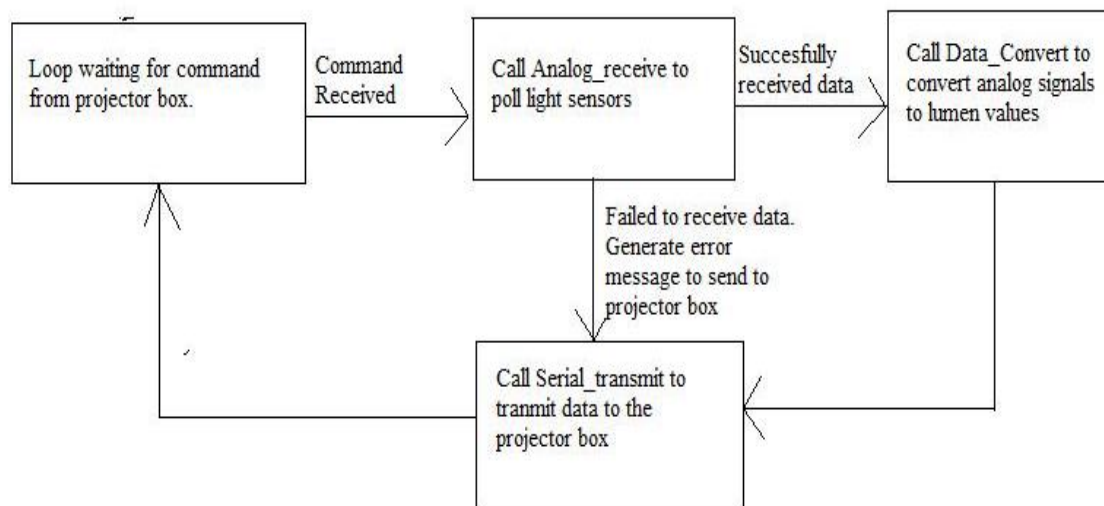 Loop waiting for command
from projector box.
Command
Received
Call Analog_receive to
poll light sensors
Succesfully
received data
Call Data_Convert to
convert analog signals
to lumen values
Failed to receive data.
Generate error
message to send to
projector box
Call Serial_transmit to
tranmit data to the
projector box